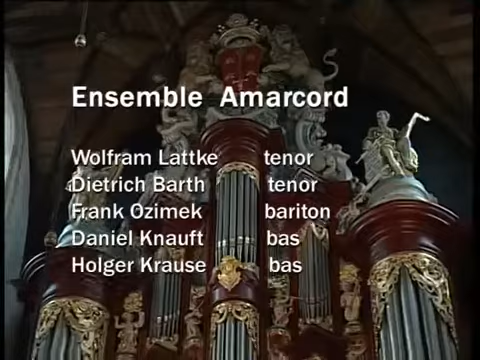 Ensemble Amarcord
Wolfram Lattke tenor
Dietrich Barth tenor
Frank Ozimek bariton
Daniel Knauft bas
Holger Krause bas